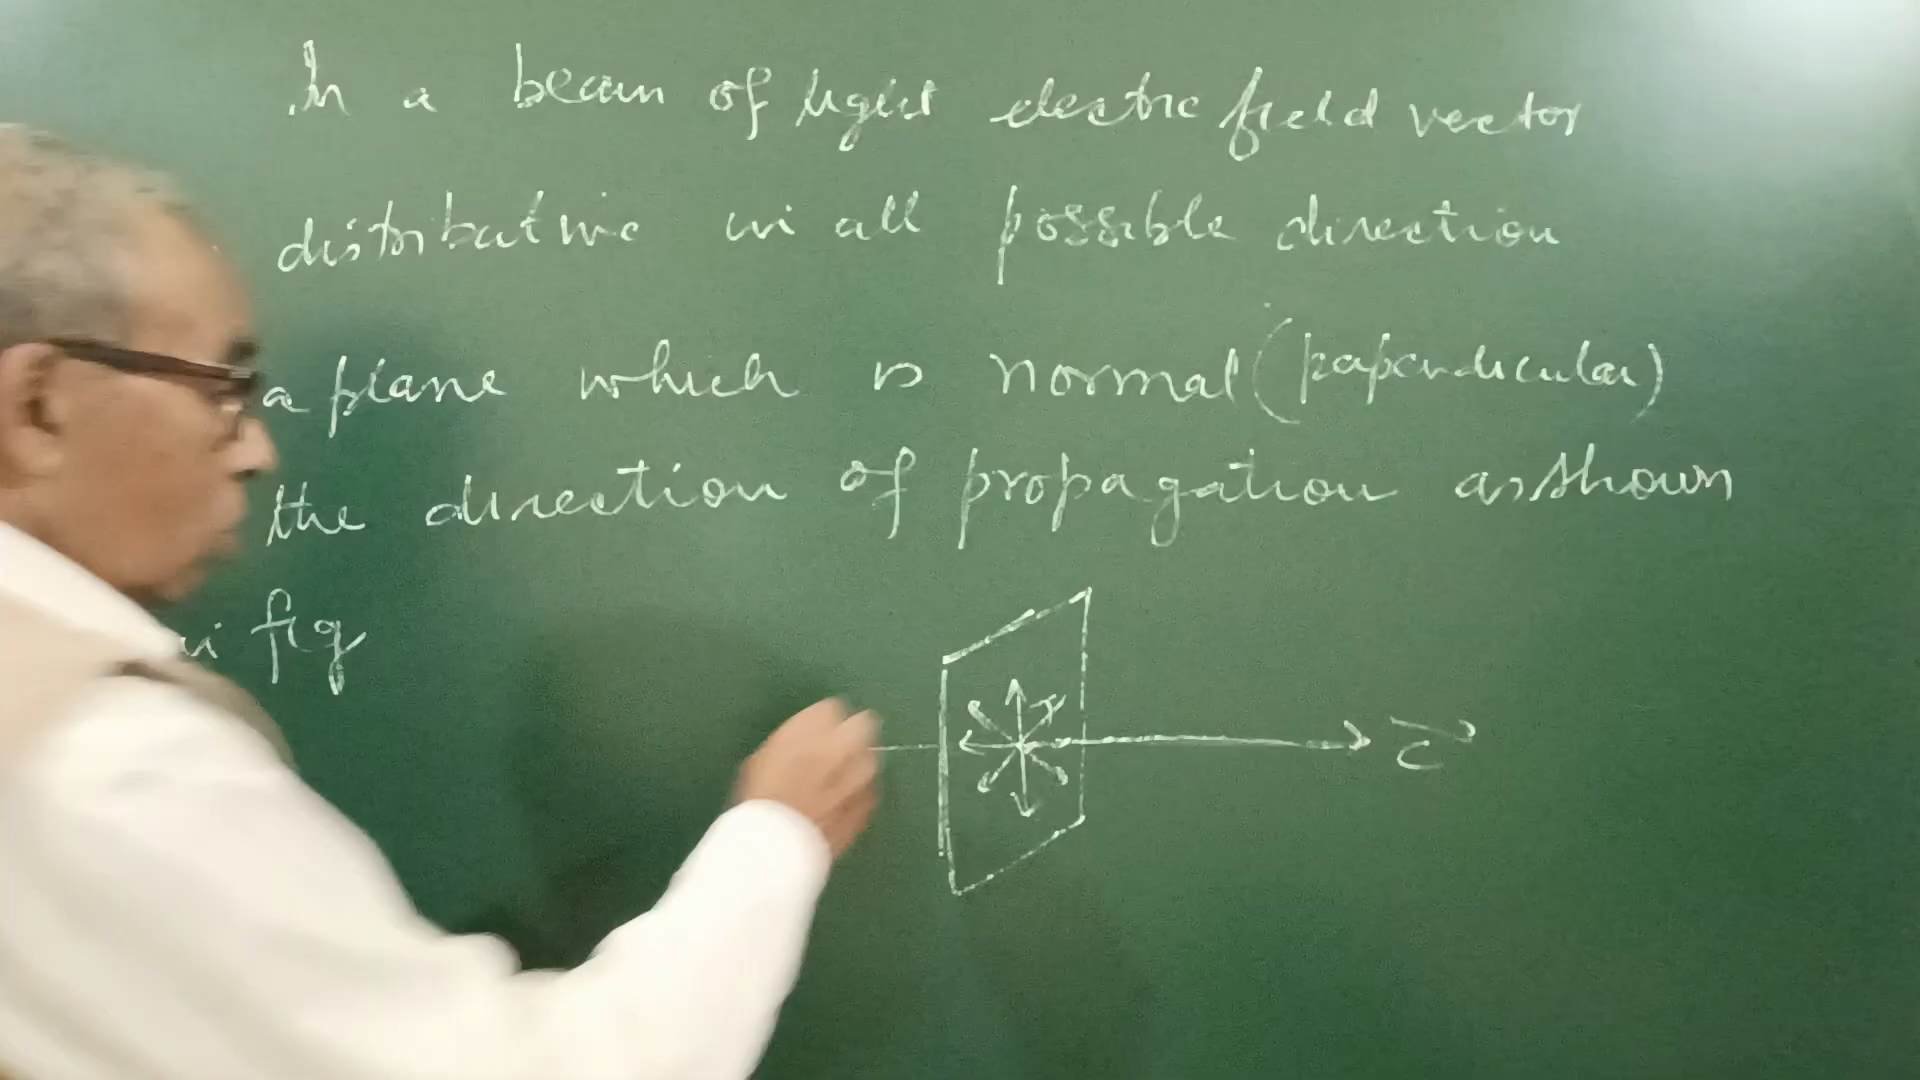 In a beam of light electric field vector
distributive in all possible direction
a plane which is normal (papendicular)
the direction of propagation as shown
in fig
C